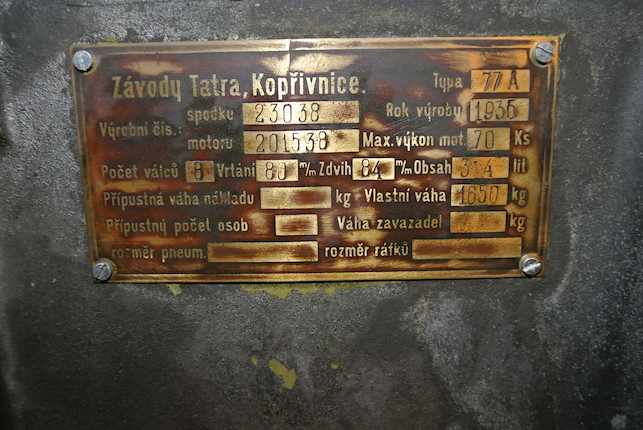 Závody Tatra, Kopřivnice. Typa 77 A
Výrobní čís.: spodku 23038 Rok výroby 1935
motoru 201538 Max. výkon mot. 70 Ks
Počet válců 8 Vrtání 80 m/m Zdvih 84 m/m Obsah 3·4 lit
Přípustná váha nákladu kg Vlastní váha 1650 kg
Přípustný počet osob Váha zavazadel kg
rozměr pneum. rozměr ráfků